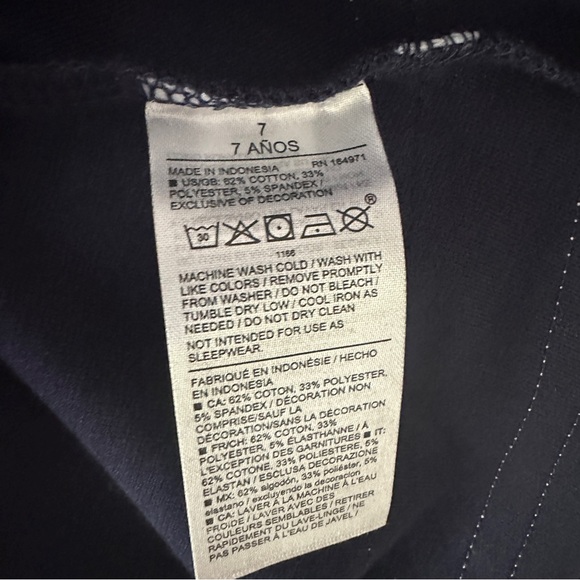 7
7 AÑOS
MADE IN INDONESIA RN 164971
■ US/GB: 62% COTTON, 33%
POLYESTER, 5% SPANDEX /
EXCLUSIVE OF DECORATION
30 ®
1166
MACHINE WASH COLD / WASH WITH
LIKE COLORS / REMOVE PROMPTLY
FROM WASHER / DO NOT BLEACH /
TUMBLE DRY LOW / COOL IRON AS
NEEDED / DO NOT DRY CLEAN
NOT INTENDED FOR USE AS
SLEEPWEAR.
FABRIQUÉ EN INDONÉSIE / HECHO
EN INDONESIA
■ CA: 62% COTON, 33% POLYESTER,
5% SPANDEX / DÉCORATION NON
COMPRISE/SAUF LA
DÉCORATION/SANS LA DÉCORATION
■ FR/CH: 62% COTON, 33%
POLYESTER, 5% ÉLASTHANNE / À
L'EXCEPTION DES GARNITURES ■ IT:
62% COTONE, 33% POLIESTERE, 5%
ELASTAN / ESCLUSA DECORAZIONE
■ MX: 62% algodón, 33% poliéster, 5%
elastano / excluyendo la decoracion
■ CA: LAVER À LA MACHINE À L'EAU
FROIDE / LAVER AVEC DES
COULEURS SEMBLABLES / RETIRER
RAPIDEMENT DU LAVE-LINGE / NE
PAS PASSER À L'EAU DE JAVEL /